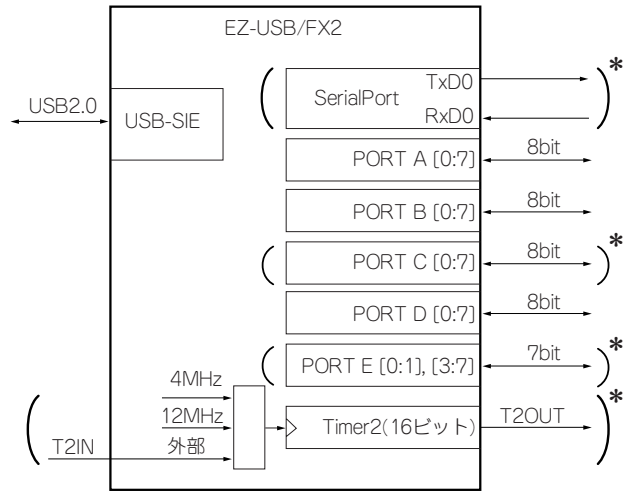 EZ-USB/FX2
USB2.0
USB-SIE
SerialPort
TxD0
RxD0
*
PORT A [0:7]
8bit
PORT B [0:7]
8bit
PORT C [0:7]
8bit
*
PORT D [0:7]
8bit
PORT E [0:1], [3:7]
7bit
*
4MHz
12MHz
T2IN
外部
Timer2(16ビット)
T2OUT
*